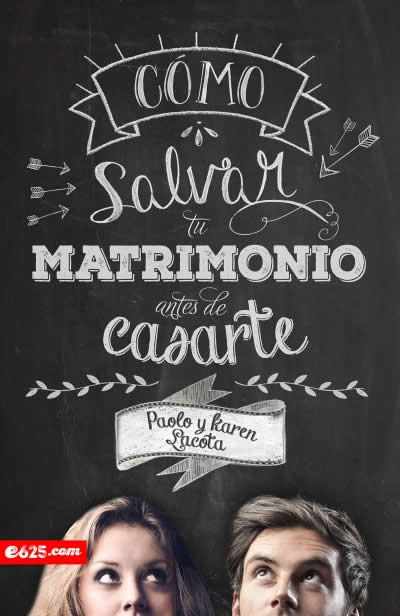 CÓMO
Salvar
tu
MATRIMONIO
antes de
casarte
Paolo y Karen
Lacota
e625.com